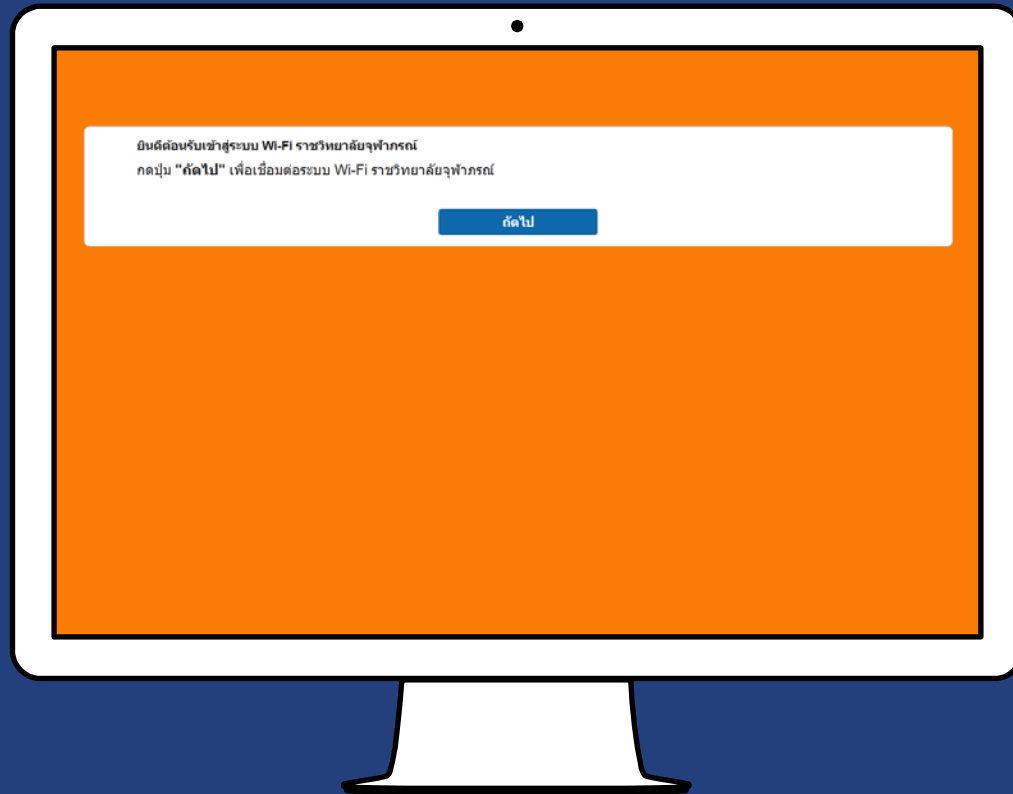 ยินดีต้อนรับเข้าสู่ระบบ Wi-Fi ราชวิทยาลัยจุฬาภรณ์
กดปุ่ม "ถัดไป" เพื่อเชื่อมต่อระบบ Wi-Fi ราชวิทยาลัยจุฬาภรณ์
ถัดไป